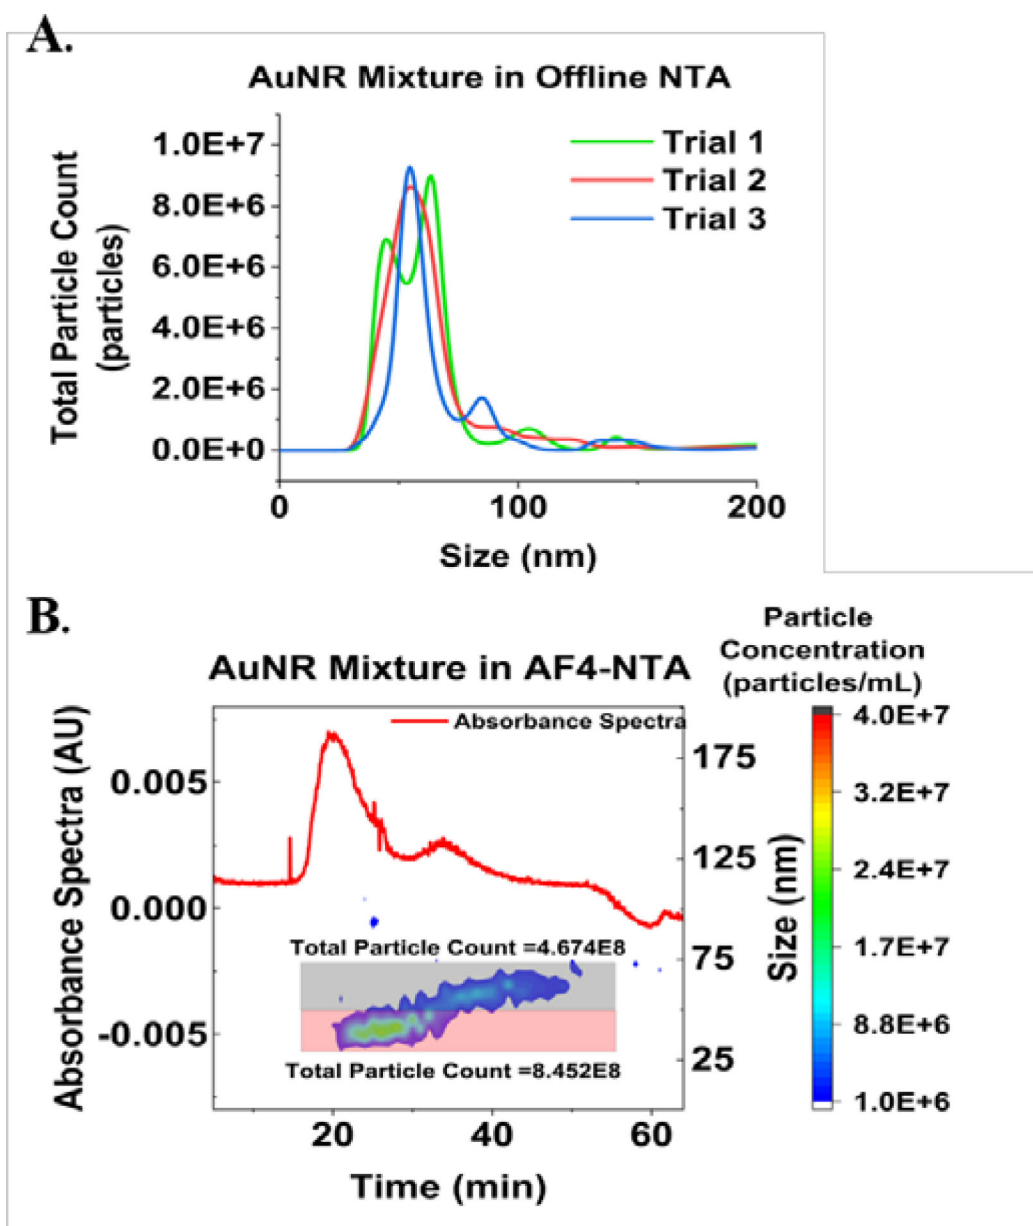 A.
AuNR Mixture in Offline NTA
Total Particle Count
(particles)
1.0E+7
8.0E+6
6.0E+6
4.0E+6
2.0E+6
0.0E+0
Trial 1
Trial 2
Trial 3
0
100
200
Size (nm)
B.
AuNR Mixture in AF4-NTA
Particle
Concentration
(particles/mL)
Absorbance Spectra (AU)
0.005
0.000
-0.005
Absorbance Spectra
Total Particle Count =4.674E8
Total Particle Count =8.452E8
175
125
75
25
Size (nm)
4.0E+7
3.2E+7
2.4E+7
1.7E+7
8.8E+6
1.0E+6
20
40
60
Time (min)